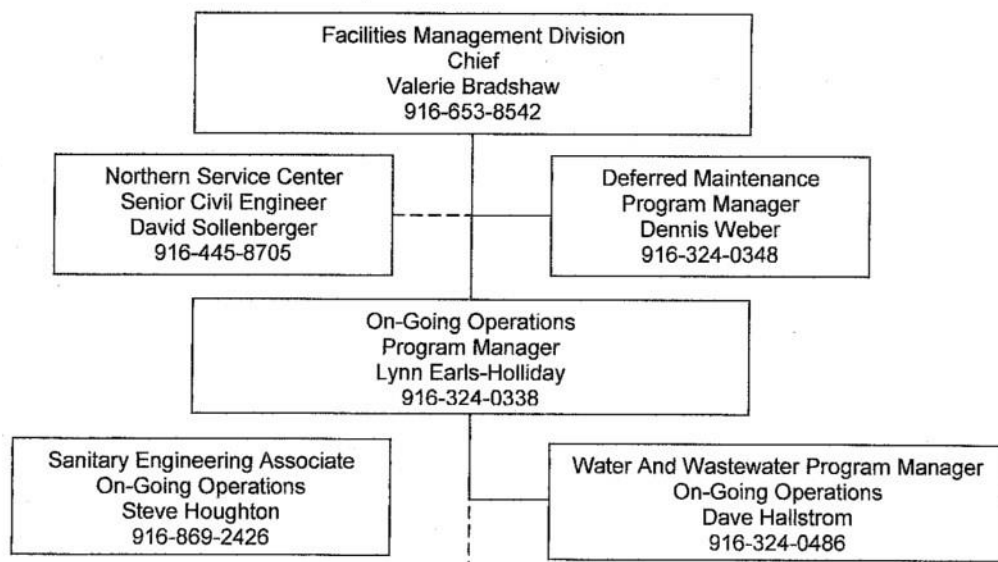 Facilities Management Division
Chief
Valerie Bradshaw
916-653-8542
Northern Service Center
Senior Civil Engineer
David Sollenberger
916-445-8705
Deferred Maintenance
Program Manager
Dennis Weber
916-324-0348
On-Going Operations
Program Manager
Lynn Earls-Holliday
916-324-0338
Sanitary Engineering Associate
On-Going Operations
Steve Houghton
916-869-2426
Water And Wastewater Program Manager
On-Going Operations
Dave Hallstrom
916-324-0486